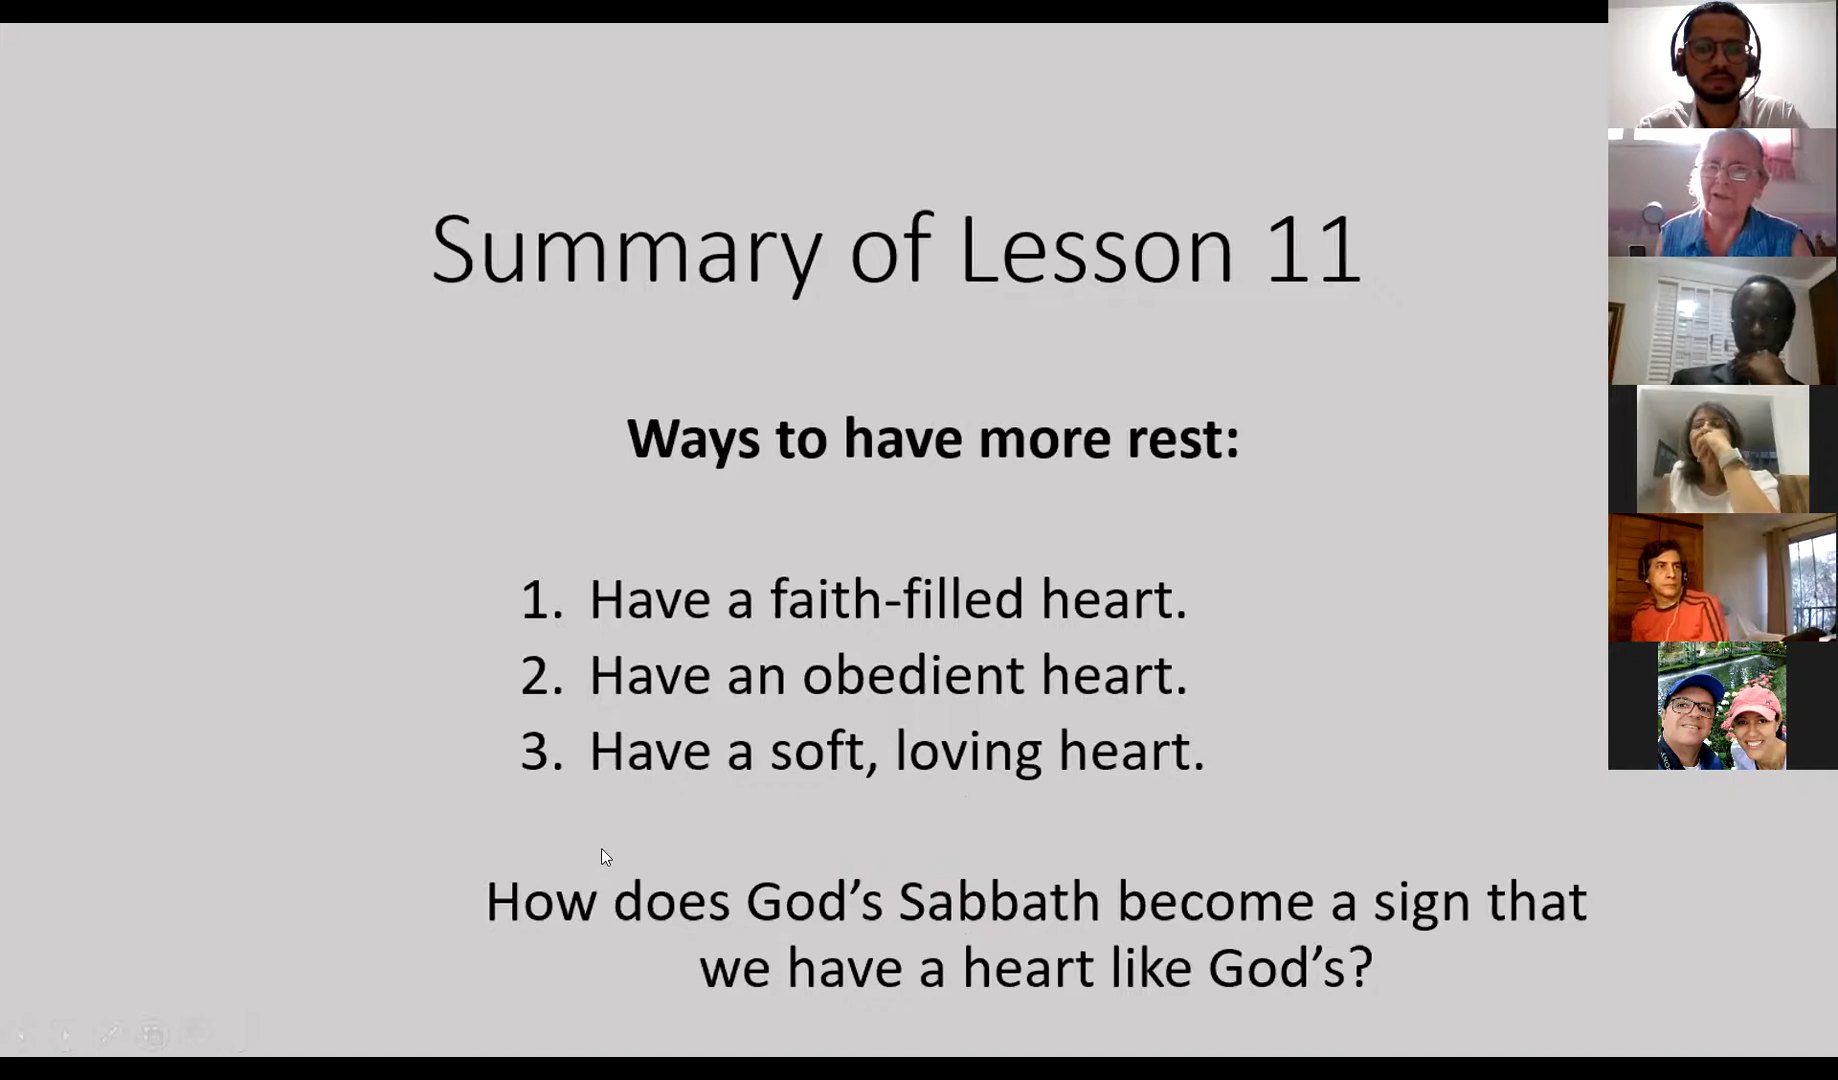 Summary of Lesson 11
Ways to have more rest:
1. Have a faith-filled heart.
2. Have an obedient heart.
3. Have a soft, loving heart.
How does God’s Sabbath become a sign that
we have a heart like God’s?